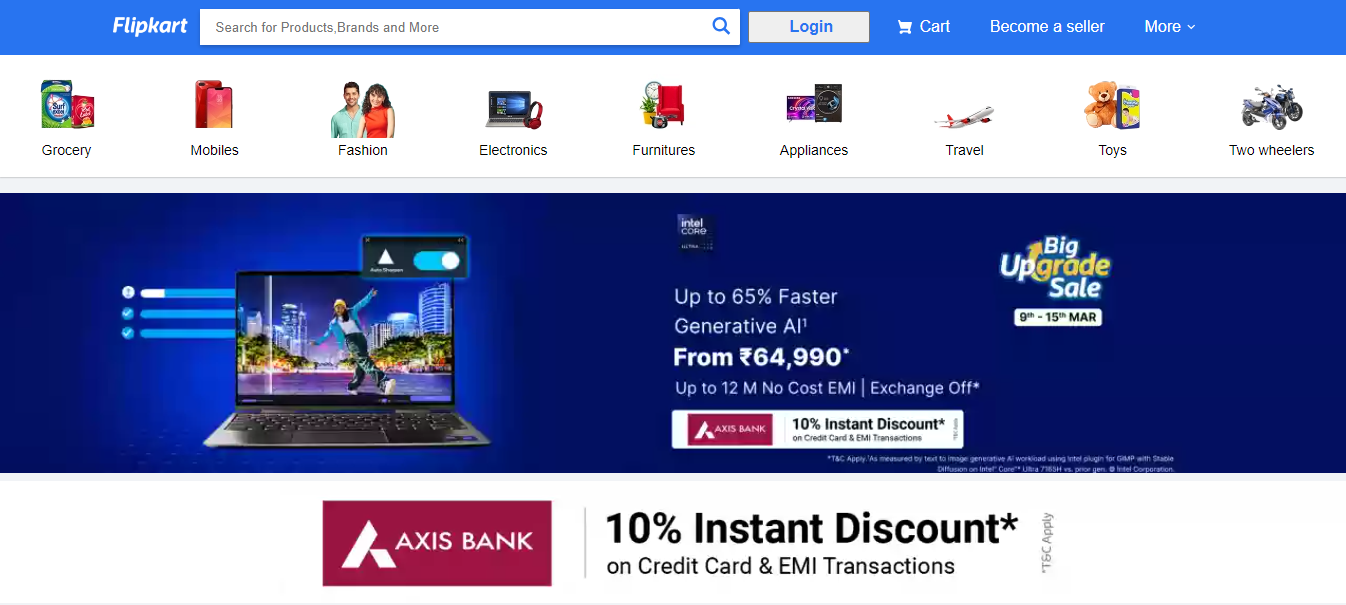 Flipkart
Search for Products,Brands and More
Login
Cart
Become a seller
More
Grocery
Mobiles
Fashion
Electronics
Furnitures
Appliances
Travel
Toys
Two wheelers
intel
CORE
ULTRA
Big
Upgrade
Sale
9th - 15th MAR
Up to 65% Faster
Generative AI¹
From ₹64,990*
Up to 12 M No Cost EMI | Exchange Off*
AXIS BANK
10% Instant Discount*
on Credit Card & EMI Transactions
*T&C Apply
*T&C Apply.¹As measured by text to image generative AI workload using Intel plugin for GIMP with Stable
Diffusion on Intel® Core™ Ultra 7165H vs. prior gen. © Intel Corporation.
AXIS BANK
10% Instant Discount*
on Credit Card & EMI Transactions
*T&C Apply